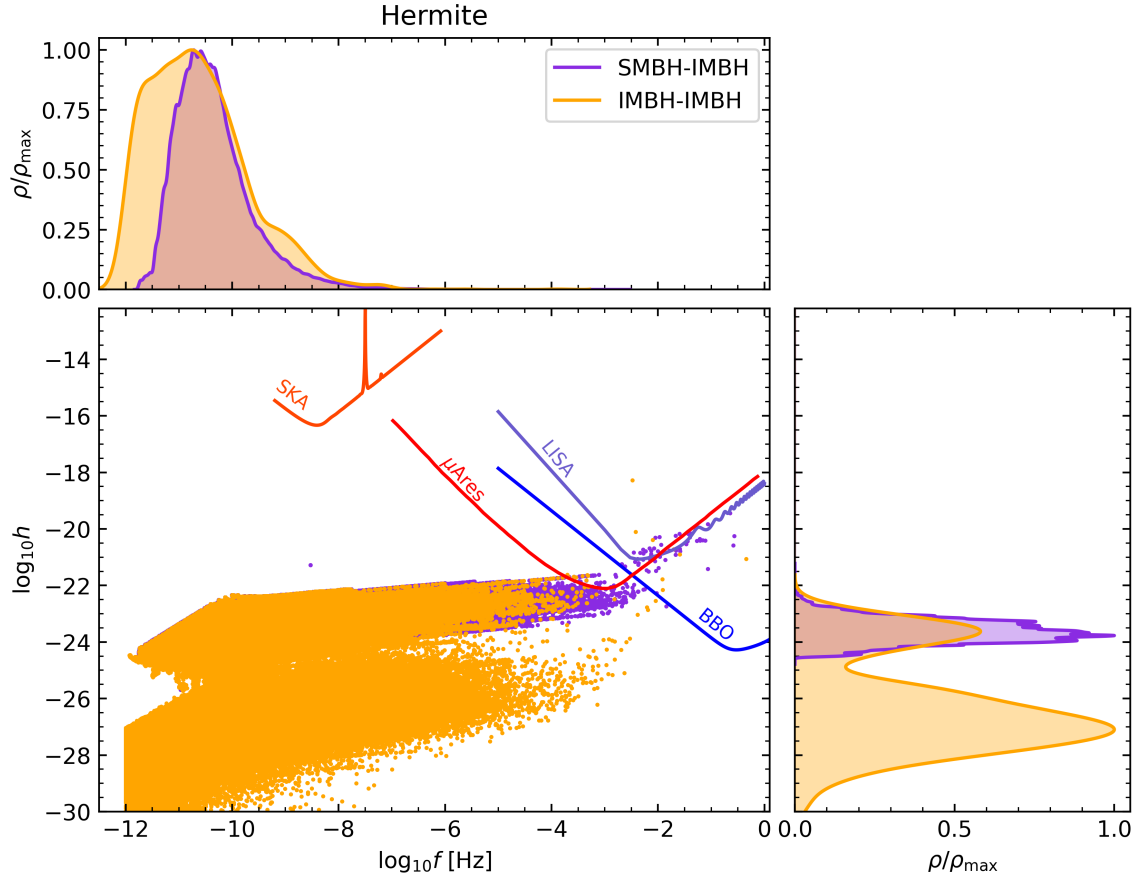 Hermite
1.00
0.75
0.50
0.25
0.00
ρ/ρmax
SMBH-IMBH
IMBH-IMBH
−14
−16
−18
−20
−22
−24
−26
−28
−30
log₁₀h
SKA
μAres
LISA
BBO
−12
−10
−8
−6
−4
−2
0
log₁₀f [Hz]
0.0
0.5
1.0
ρ/ρmax